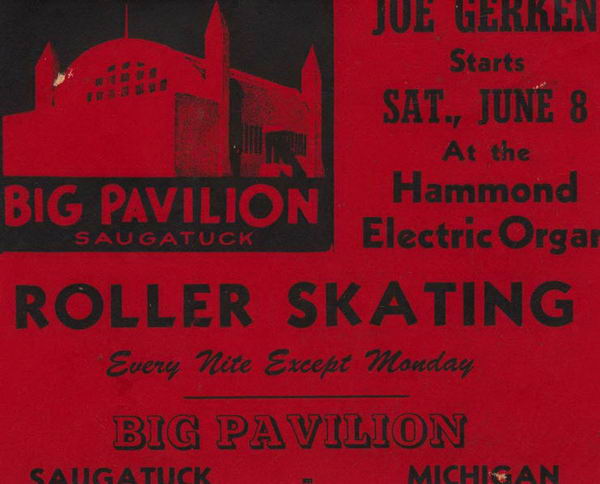 BIG PAVILION
SAUGATUCK
JOE GERKEN
Starts
SAT., JUNE 8
At the
Hammond
Electric Organ
ROLLER SKATING
Every Nite Except Monday
BIG PAVILION
SAUGATUCK - MICHIGAN